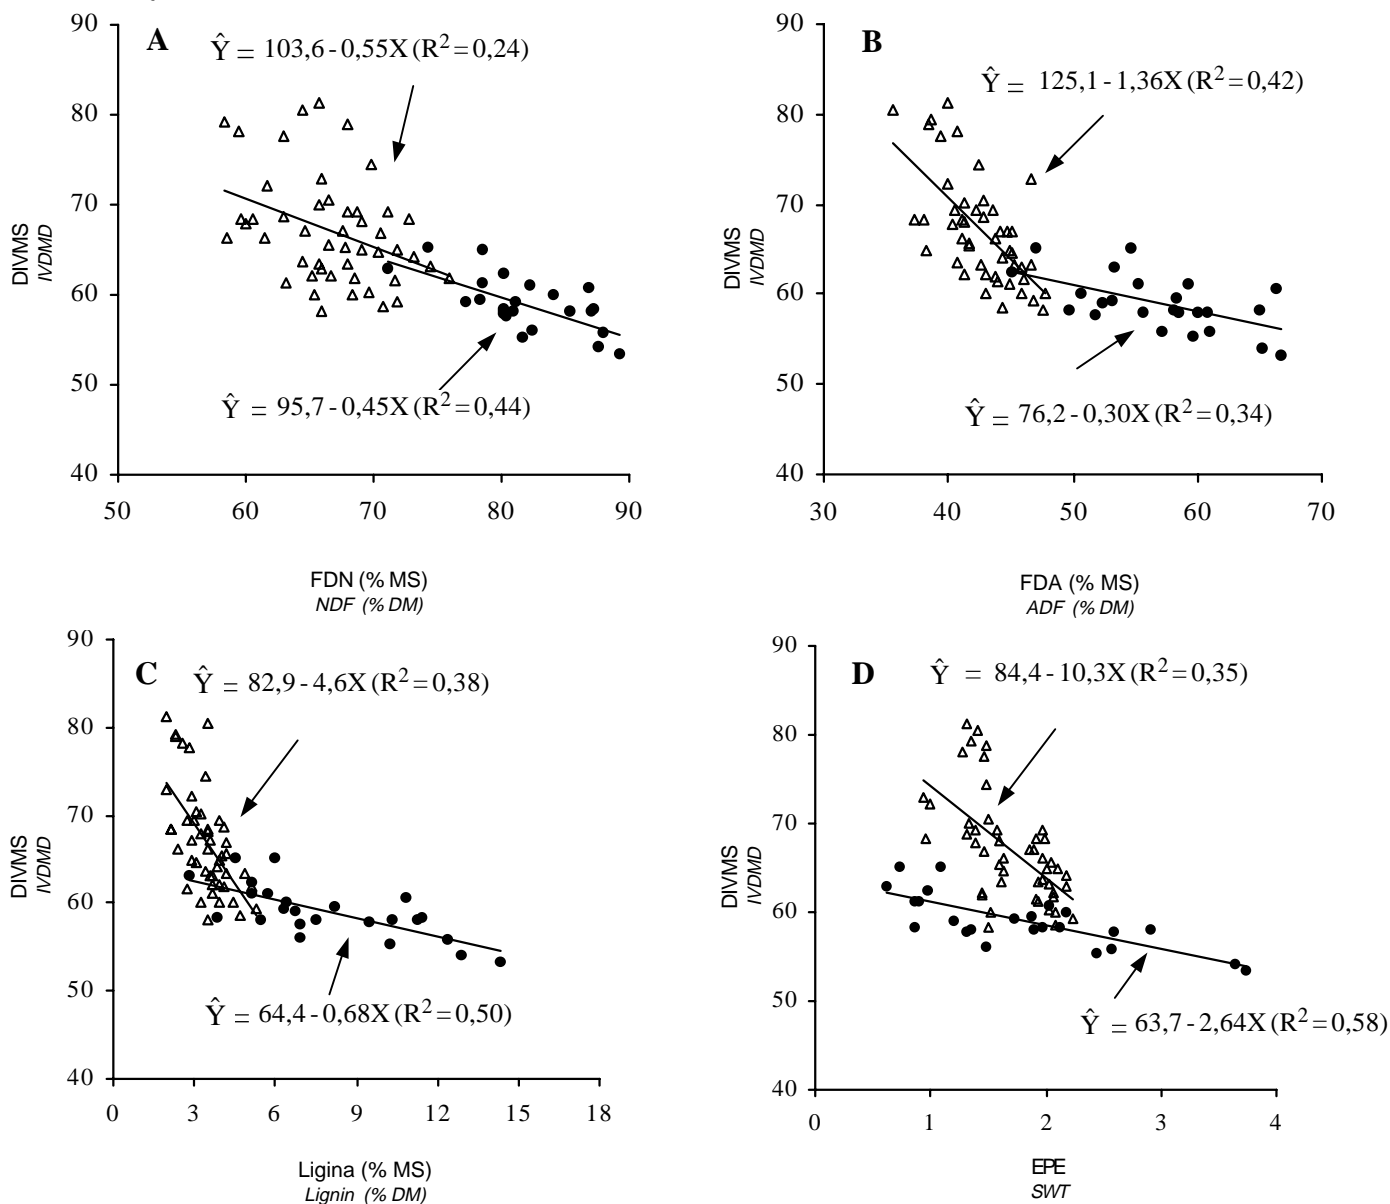 A
Ŷ = 103,6 - 0,55X (R² = 0,24)
Ŷ = 95,7 - 0,45X (R² = 0,44)
90
80
70
60
50
40
50 60 70 80 90
DIVMS
IVDMD
FDN (% MS)
NDF (% DM)
B
Ŷ = 125,1 - 1,36X (R² = 0,42)
Ŷ = 76,2 - 0,30X (R² = 0,34)
90
80
70
60
50
40
30 40 50 60 70
DIVMS
IVDMD
FDA (% MS)
ADF (% DM)
C
Ŷ = 82,9 - 4,6X (R² = 0,38)
Ŷ = 64,4 - 0,68X (R² = 0,50)
90
80
70
60
50
40
0 3 6 9 12 15 18
DIVMS
IVDMD
Ligina (% MS)
Lignin (% DM)
D
Ŷ = 84,4 - 10,3X (R² = 0,35)
Ŷ = 63,7 - 2,64X (R² = 0,58)
90
80
70
60
50
40
0 1 2 3 4
DIVMS
IVDMD
EPE
SWT